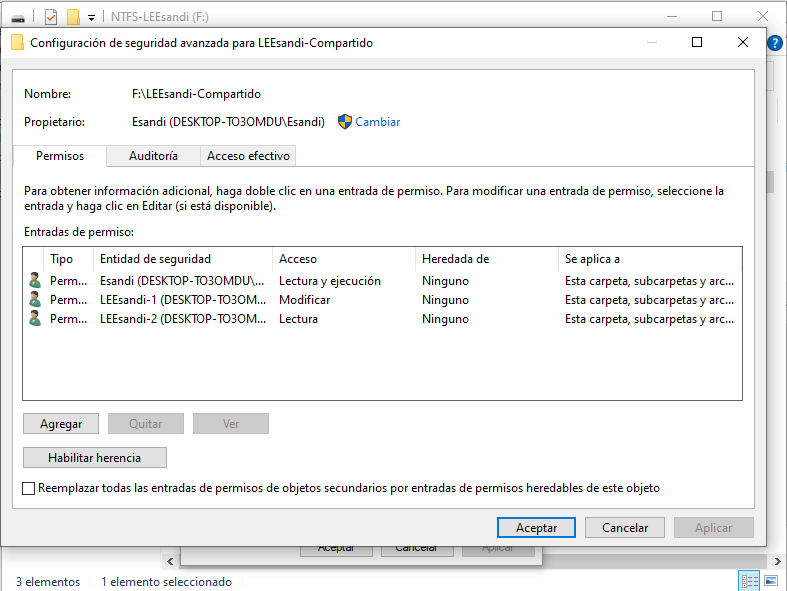 NTFS-LEEsandi (F:)
Configuración de seguridad avanzada para LEEsandi-Compartido
Nombre: F:\LEEsandi-Compartido
Propietario: Esandi (DESKTOP-TO3OMDU\Esandi) Cambiar
Permisos Auditoría Acceso efectivo
Para obtener información adicional, haga doble clic en una entrada de permiso. Para modificar una entrada de permiso, seleccione la
entrada y haga clic en Editar (si está disponible).
Entradas de permiso:
Tipo Entidad de seguridad Acceso Heredada de Se aplica a
Perm... Esandi (DESKTOP-TO3OMDU\... Lectura y ejecución Ninguno Esta carpeta, subcarpetas y arc...
Perm... LEEsandi-1 (DESKTOP-TO3OM... Modificar Ninguno Esta carpeta, subcarpetas y arc...
Perm... LEEsandi-2 (DESKTOP-TO3OM... Lectura Ninguno Esta carpeta, subcarpetas y arc...
Agregar Quitar Ver
Habilitar herencia
Reemplazar todas las entradas de permisos de objetos secundarios por entradas de permisos heredables de este objeto
Aceptar Cancelar Aplicar
Aceptar Cancelar Aplicar
3 elementos 1 elemento seleccionado